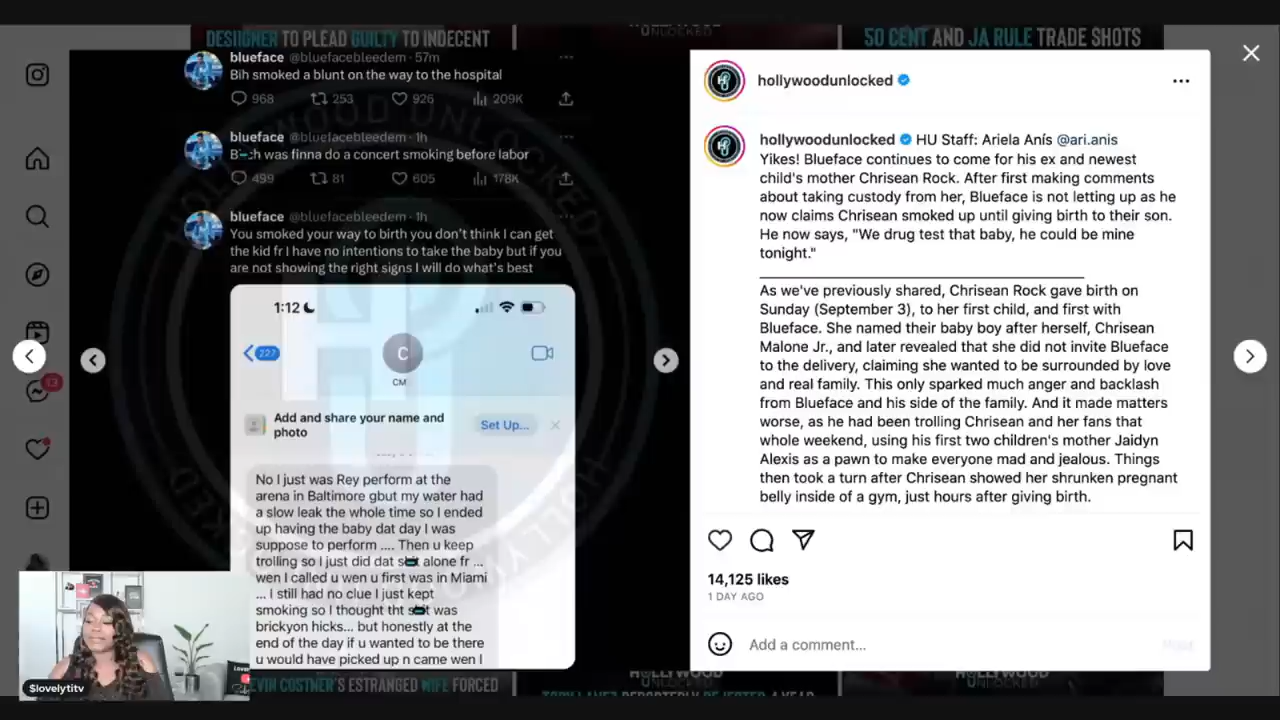 DESIIGNER TO PLEAD GUILTY TO INDECENT
UNLOCKED
50 CENT AND JA RULE TRADE SHOTS
blueface @bluefacebleedem · 57m
Bih smoked a blunt on the way to the hospital
968 253 926 209K
blueface @bluefacebleedem · 1h
B--ch was finna do a concert smoking before labor
499 81 605 178K
blueface @bluefacebleedem · 1h
You smoked your way to birth you don't think I can get
the kid fr I have no intentions to take the baby but if you
are not showing the right signs I will do what's best
1:12
227
C
CM
Add and share your name and
photo
Set Up...
No I just was Rey perform at the
arena in Baltimore gbut my water had
a slow leak the whole time so I ended
up having the baby dat day I was
suppose to perform .... Then u keep
trolling so I just did dat s t alone fr ...
wen I called u wen u first was in Miami
... I still had no clue I just kept
smoking so I thought tht s t was
brickyon hicks... but honestly at the
end of the day if u wanted to be there
u would have picked up n came wen I
hollywoodunlocked
hollywoodunlocked HU Staff: Ariela Anís @ari.anis
Yikes! Blueface continues to come for his ex and newest
child's mother Chrisean Rock. After first making comments
about taking custody from her, Blueface is not letting up as he
now claims Chrisean smoked up until giving birth to their son.
He now says, "We drug test that baby, he could be mine
tonight."
As we've previously shared, Chrisean Rock gave birth on
Sunday (September 3), to her first child, and first with
Blueface. She named their baby boy after herself, Chrisean
Malone Jr., and later revealed that she did not invite Blueface
to the delivery, claiming she wanted to be surrounded by love
and real family. This only sparked much anger and backlash
from Blueface and his side of the family. And it made matters
worse, as he had been trolling Chrisean and her fans that
whole weekend, using his first two children's mother Jaidyn
Alexis as a pawn to make everyone mad and jealous. Things
then took a turn after Chrisean showed her shrunken pregnant
belly inside of a gym, just hours after giving birth.
14,125 likes
1 DAY AGO
Add a comment...
Post
13
$lovelytitv
KEVIN COSTNER'S ESTRANGED WIFE FORCED
HOLLYWOOD UNLOCKED